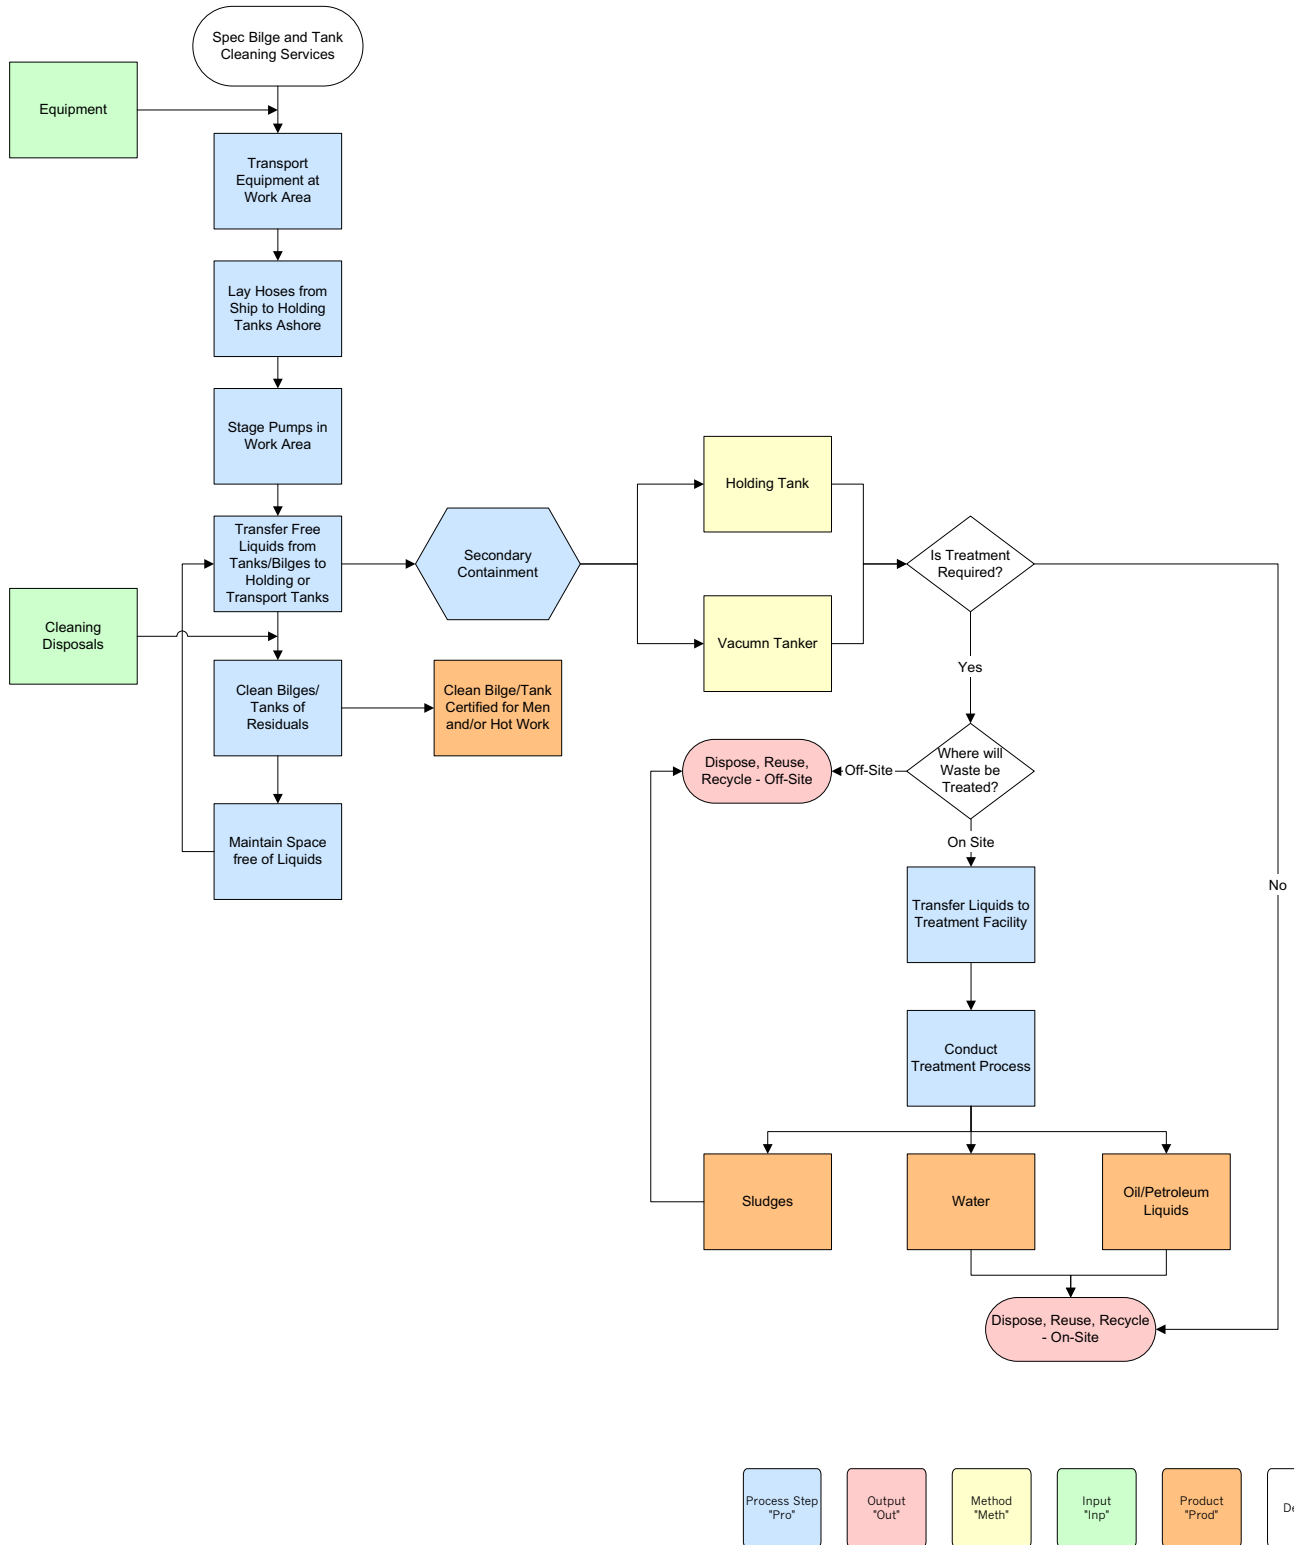 Spec Bilge and Tank
Cleaning Services
Equipment
Transport
Equipment at
Work Area
Lay Hoses from
Ship to Holding
Tanks Ashore
Stage Pumps in
Work Area
Holding Tank
Transfer Free
Liquids from
Tanks/Bilges to
Holding or
Transport Tanks
Secondary
Containment
Is Treatment
Required?
Cleaning
Disposals
Vacumn Tanker
Yes
Clean Bilges/
Tanks of
Residuals
Clean Bilge/Tank
Certified for Men
and/or Hot Work
Dispose, Reuse,
Recycle - Off-Site
Off-Site
Where will
Waste be
Treated?
Maintain Space
free of Liquids
On Site
No
Transfer Liquids to
Treatment Facility
Conduct
Treatment Process
Sludges
Water
Oil/Petroleum
Liquids
Dispose, Reuse, Recycle
- On-Site
Process Step
"Pro"
Output
"Out"
Method
"Meth"
Input
"Inp"
Product
"Prod"